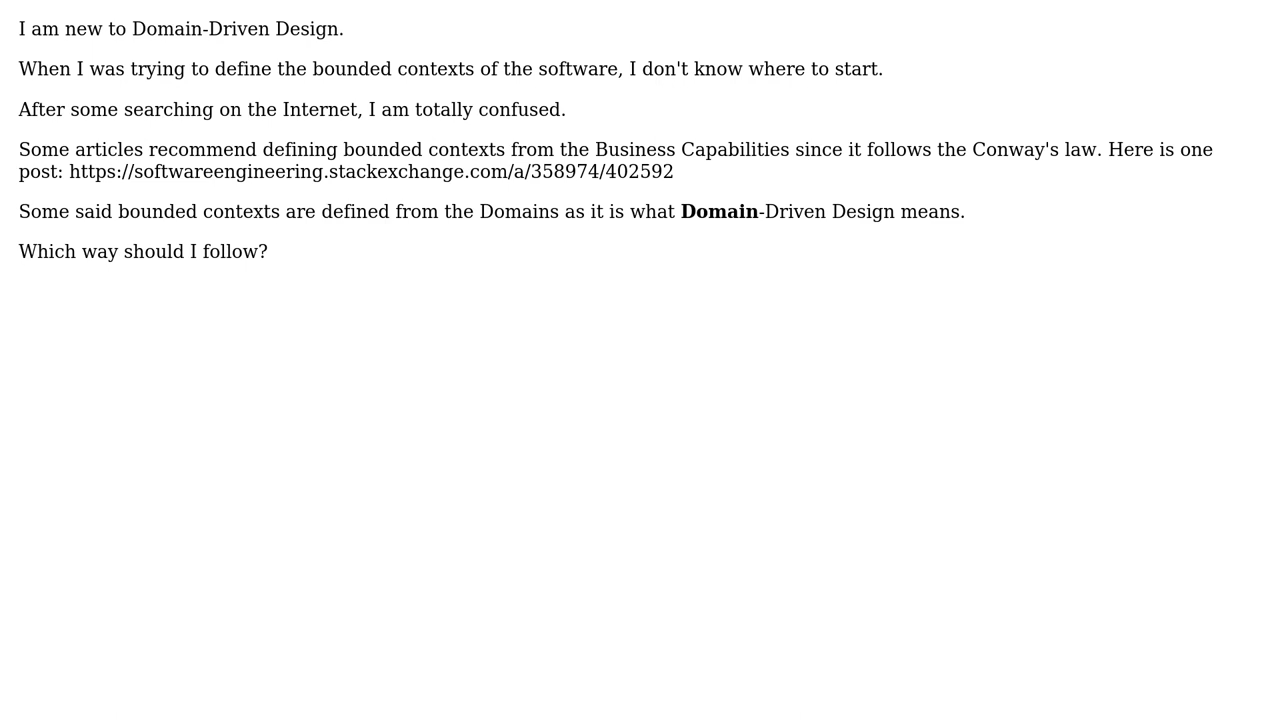 I am new to Domain-Driven Design.
When I was trying to define the bounded contexts of the software, I don't know where to start.
After some searching on the Internet, I am totally confused.
Some articles recommend defining bounded contexts from the Business Capabilities since it follows the Conway's law. Here is one
post: https://softwareengineering.stackexchange.com/a/358974/402592
Some said bounded contexts are defined from the Domains as it is what Domain-Driven Design means.
Which way should I follow?